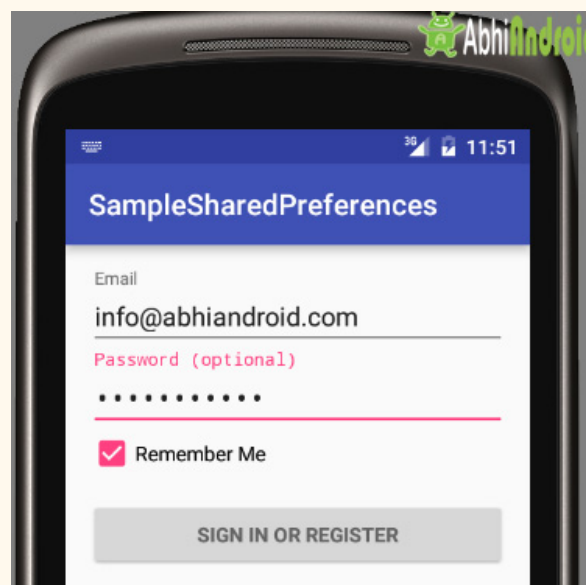 AbhiAndroid
3G 11:51
SampleSharedPreferences
Email
info@abhiandroid.com
Password (optional)
•••••••••••
Remember Me
SIGN IN OR REGISTER